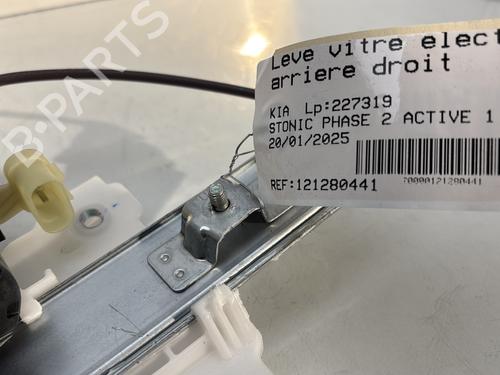 Leve vitre elect
arriere droit
KIA Lp:227319
STONIC PHASE 2 ACTIVE 1
20/01/2025
REF:121280441
70000121280441
B-PARTS